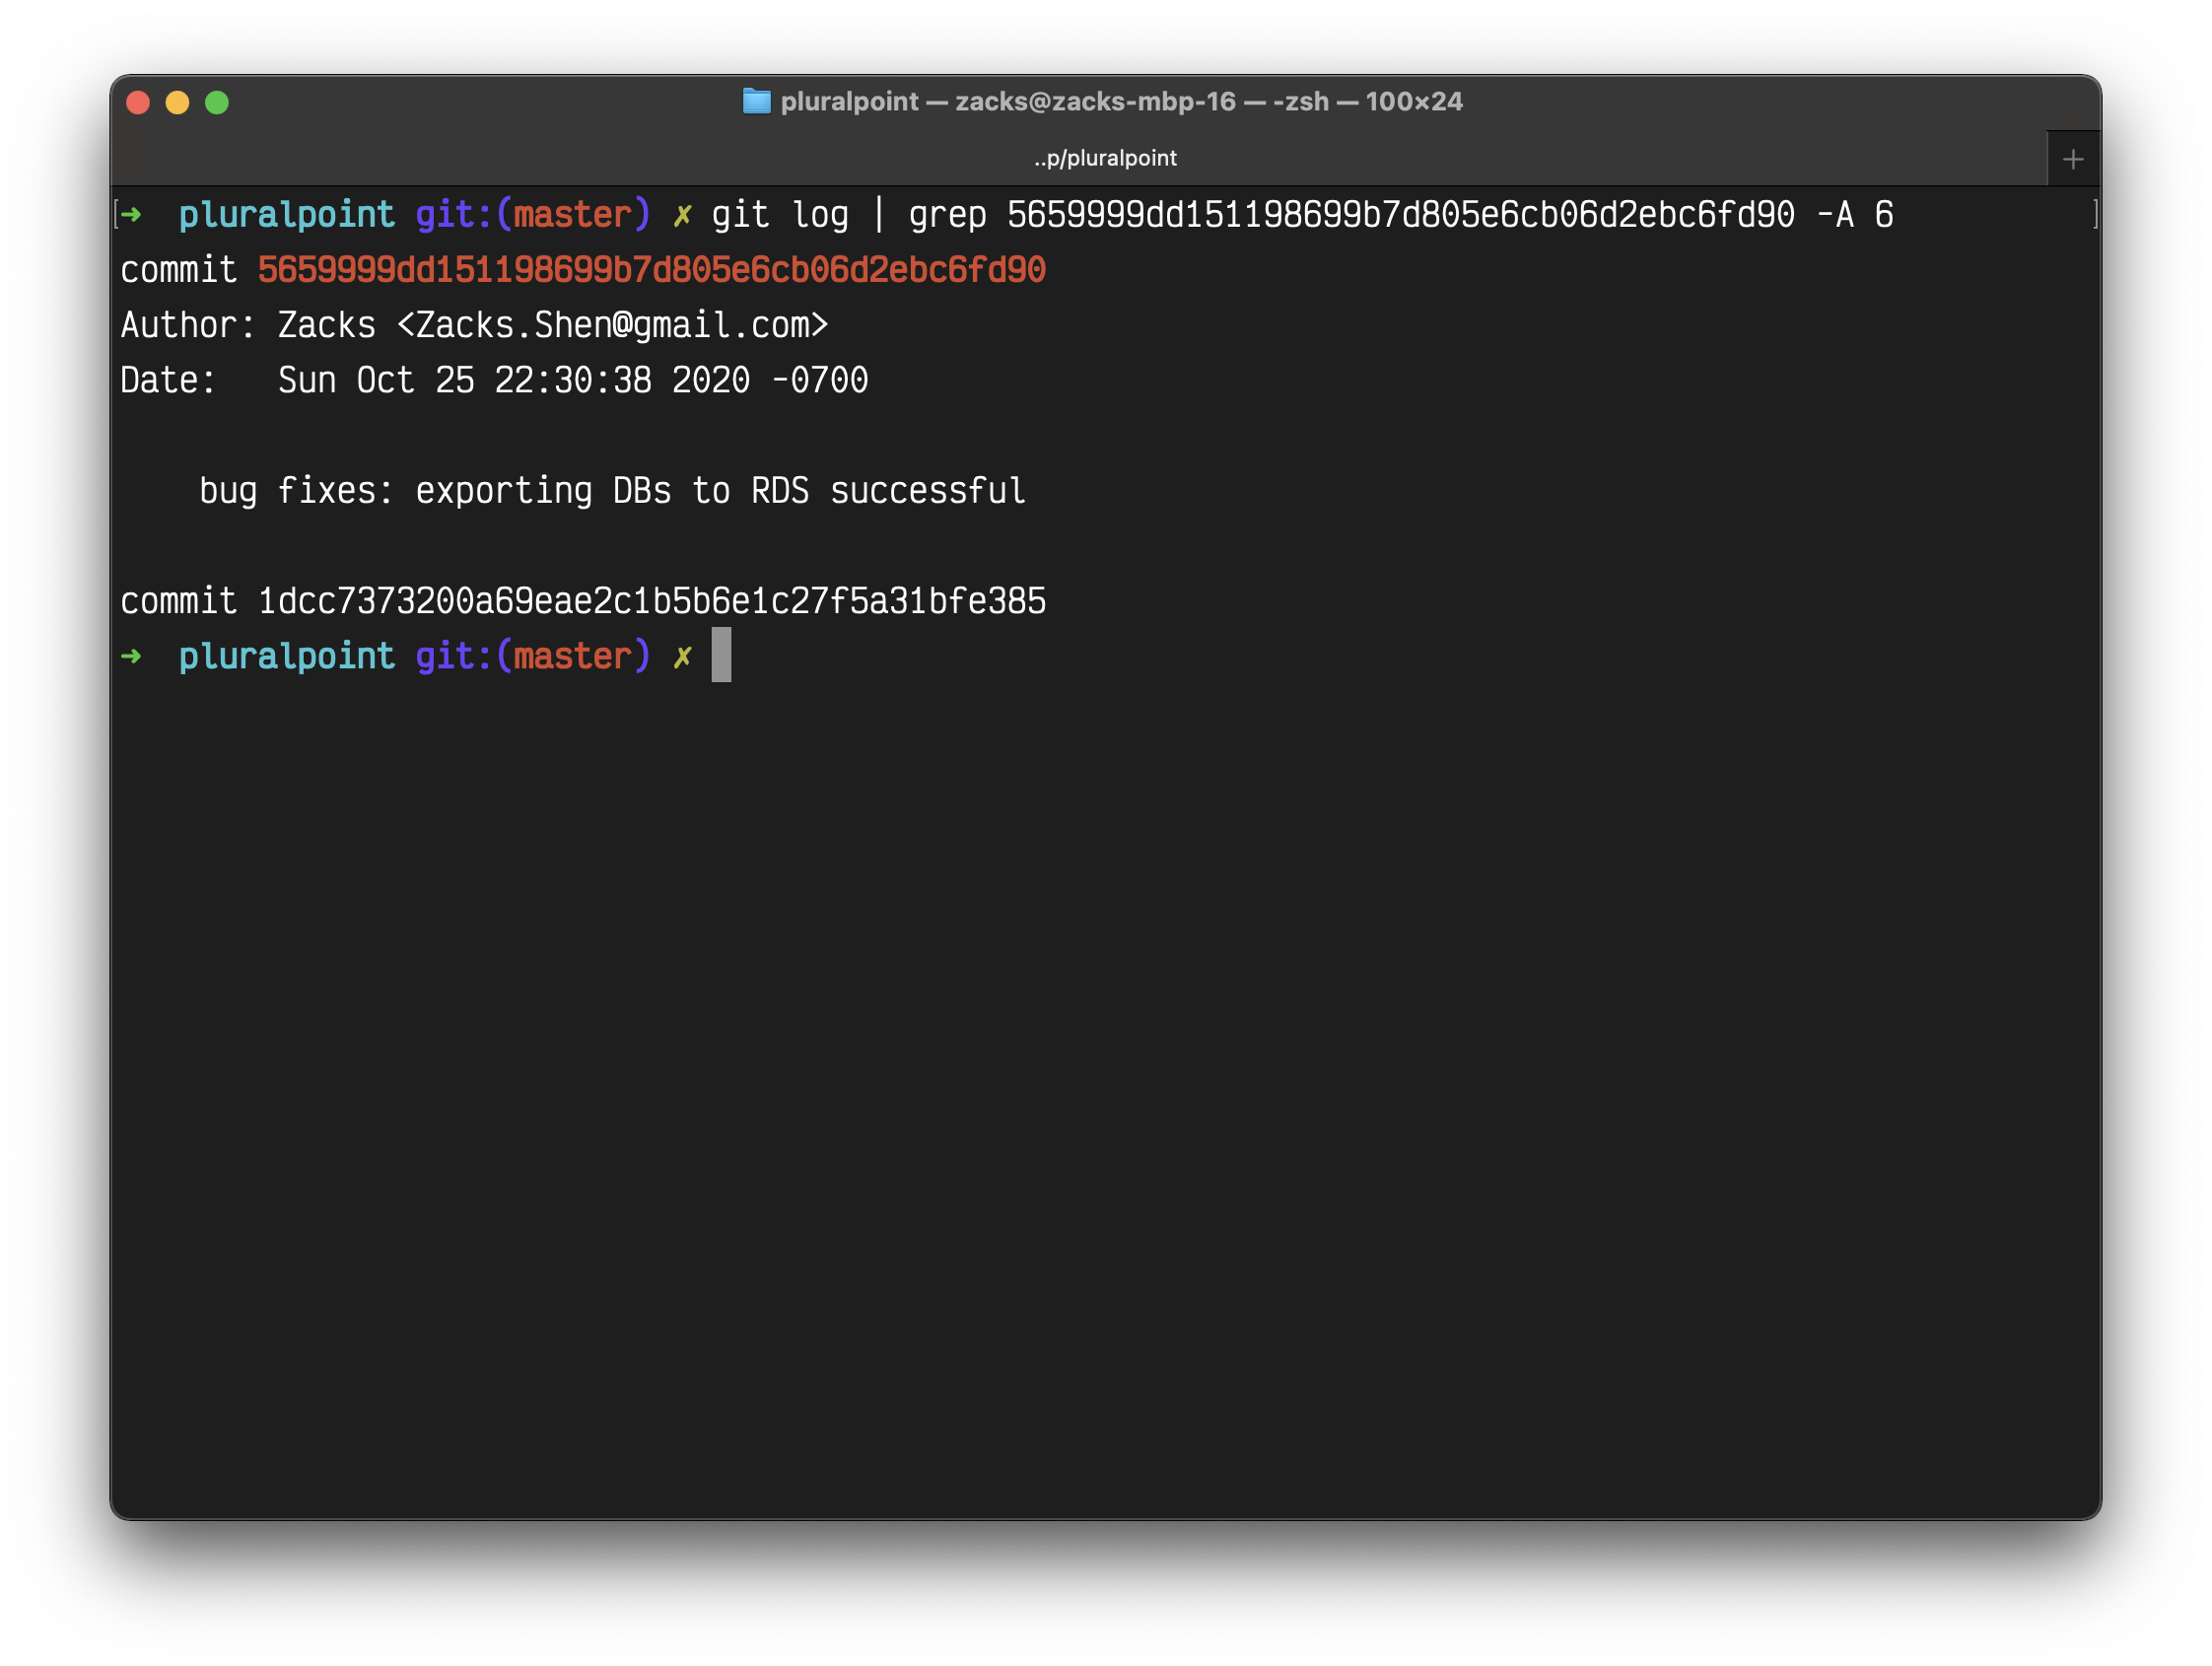 pluralpoint — zacks@zacks-mbp-16 — -zsh — 100×24
..p/pluralpoint
[➜  pluralpoint git:(master) ✗ git log | grep 5659999dd151198699b7d805e6cb06d2ebc6fd90 -A 6 ]
commit 5659999dd151198699b7d805e6cb06d2ebc6fd90
Author: Zacks <Zacks.Shen@gmail.com>
Date:   Sun Oct 25 22:30:38 2020 -0700
    bug fixes: exporting DBs to RDS successful
commit 1dcc7373200a69eae2c1b5b6e1c27f5a31bfe385
➜  pluralpoint git:(master) ✗